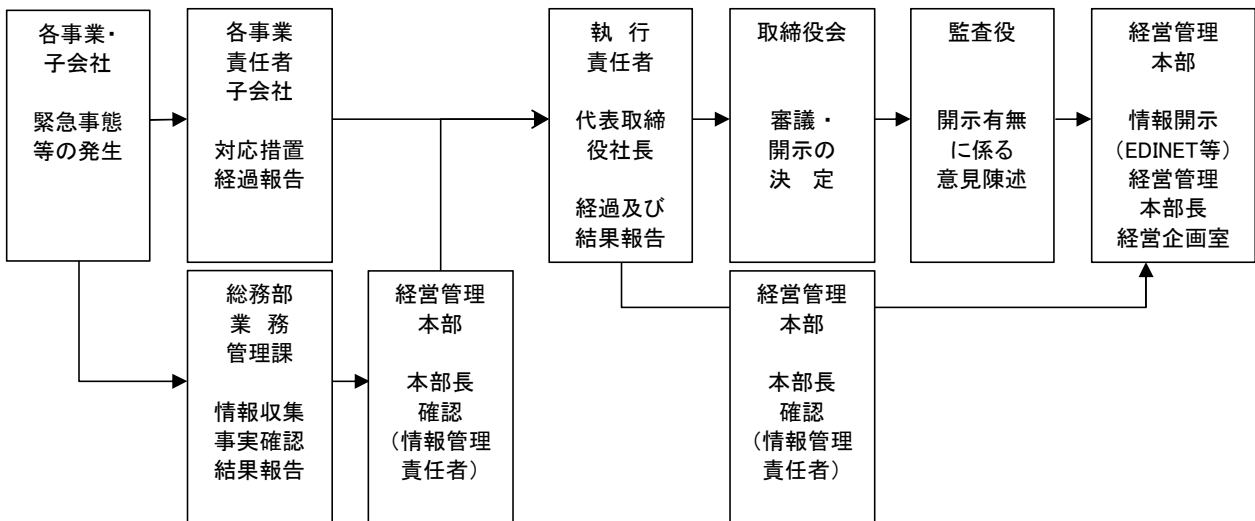 各事業・
子会社
緊急事態
等の発生
各事業
責任者
子会社
対応措置
経過報告
執 行
責任者
代表取締
役社長
経過及び
結果報告
取締役会
審議・
開示の
決 定
監査役
開示有無
に係る
意見陳述
経営管理
本部
情報開示
(EDINET等)
経営管理
本部長
経営企画室
総務部
業 務
管理課
情報収集
事実確認
結果報告
経営管理
本部
本部長
確認
(情報管理
責任者)
経営管理
本部
本部長
確認
(情報管理
責任者)